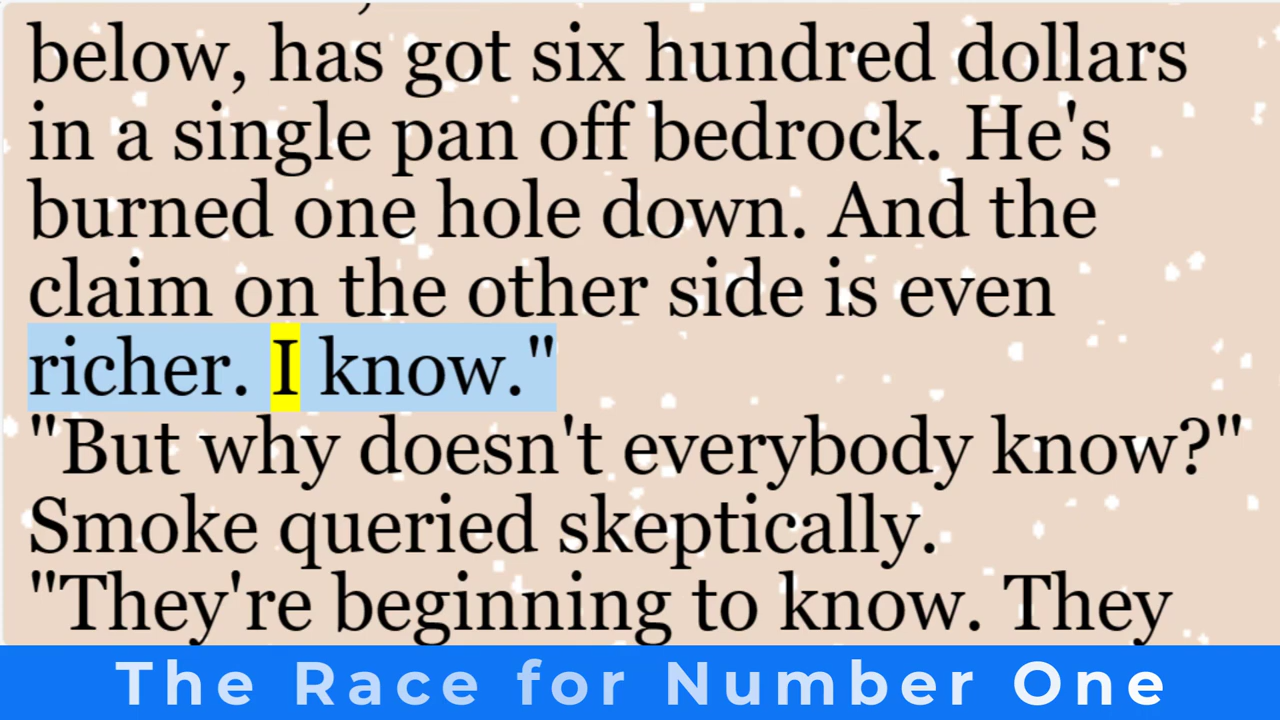 below, has got six hundred dollars
in a single pan off bedrock. He's
burned one hole down. And the
claim on the other side is even
richer. I know."
"But why doesn't everybody know?"
Smoke queried skeptically.
"They're beginning to know. They
The Race for Number One